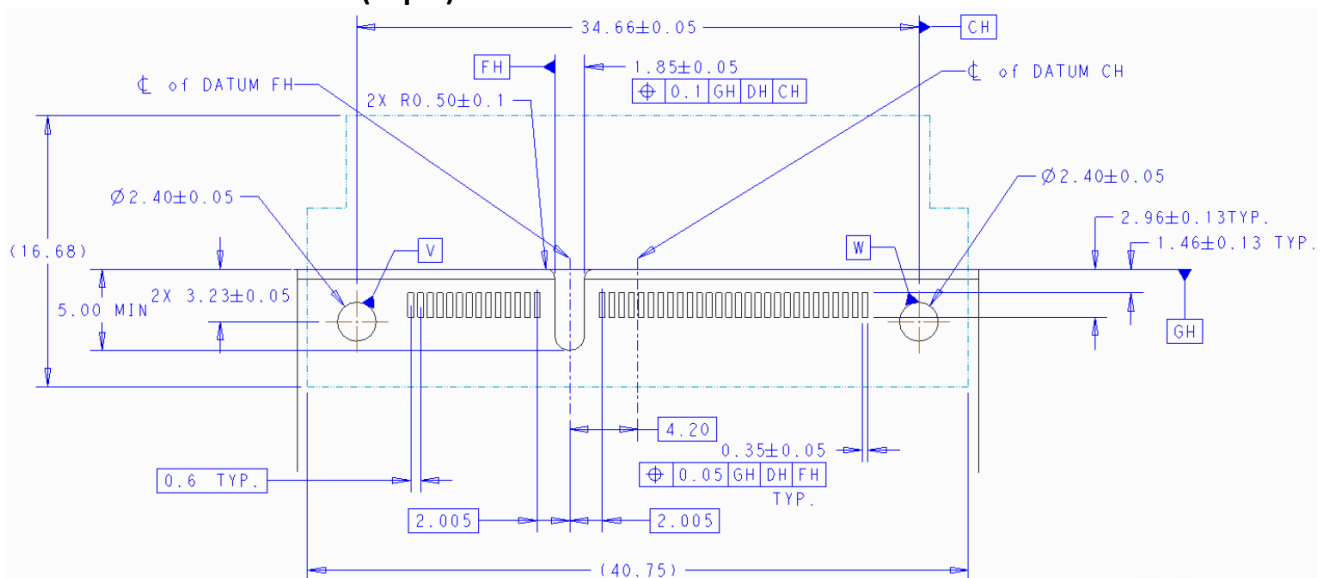 34.66±0.05
CH
FH
1.85±0.05
℄ of DATUM FH
℄ of DATUM CH
⌖ 0.1 GH DH CH
2X R0.50±0.1
Ø2.40±0.05
Ø2.40±0.05
2.96±0.13TYP.
(16.68)
V
W
1.46±0.13 TYP.
2X 3.23±0.05
5.00 MIN
GH
4.20
0.35±0.05
0.6 TYP.
⌖ 0.05 GH DH FH
TYP.
2.005
2.005
(40.75)